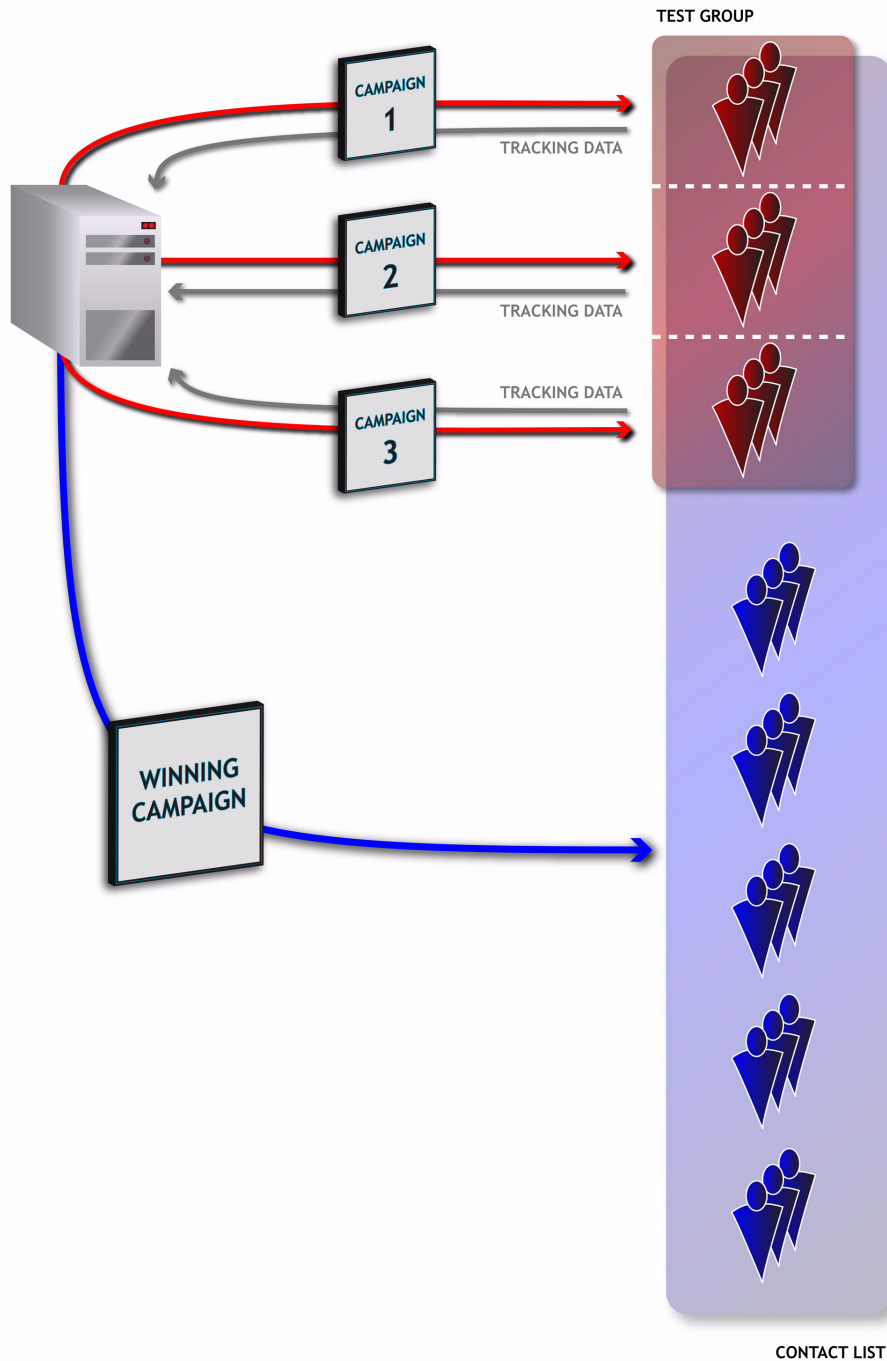 TEST GROUP
CAMPAIGN
1
TRACKING DATA
CAMPAIGN
2
TRACKING DATA
TRACKING DATA
CAMPAIGN
3
WINNING
CAMPAIGN
CONTACT LIST